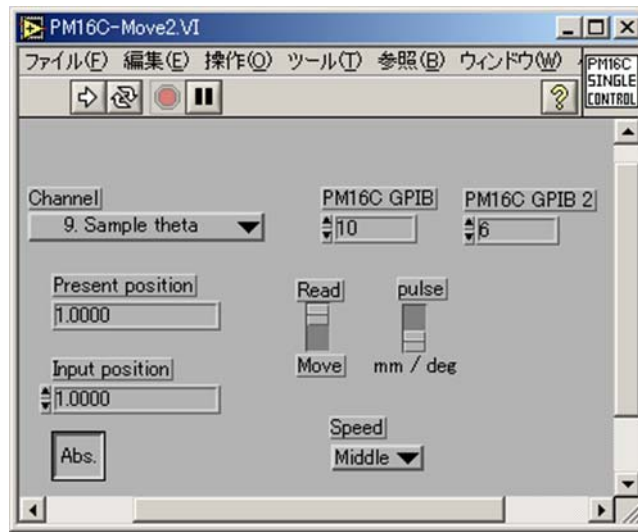 PM16C-Move2.VI
ファイル(F) 編集(E) 操作(O) ツール(T) 参照(B) ウィンドウ(W)
PM16C
SINGLE
CONTROL
Channel
9. Sample theta
PM16C GPIB
10
PM16C GPIB 2
6
Present position
1.0000
Read
Move
pulse
mm / deg
Input position
1.0000
Abs.
Speed
Middle